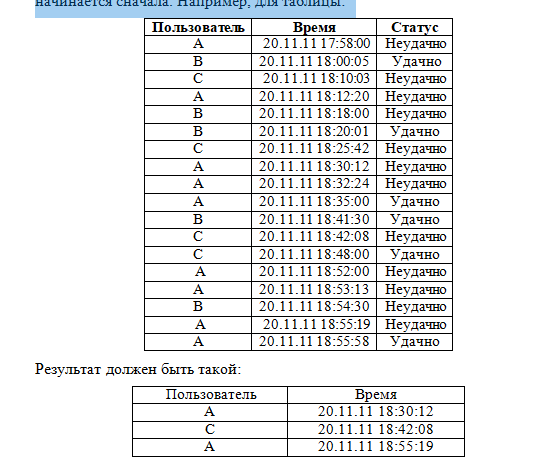 начинается сначала. Например, для таблицы:
Пользователь Время Статус
A 20.11.11 17:58:00 Неудачно
B 20.11.11 18:00:05 Удачно
C 20.11.11 18:10:03 Неудачно
A 20.11.11 18:12:20 Неудачно
B 20.11.11 18:18:00 Неудачно
B 20.11.11 18:20:01 Удачно
C 20.11.11 18:25:42 Неудачно
A 20.11.11 18:30:12 Неудачно
A 20.11.11 18:32:24 Неудачно
A 20.11.11 18:35:00 Удачно
B 20.11.11 18:41:30 Удачно
C 20.11.11 18:42:08 Неудачно
C 20.11.11 18:48:00 Удачно
A 20.11.11 18:52:00 Неудачно
A 20.11.11 18:53:13 Неудачно
B 20.11.11 18:54:30 Неудачно
A 20.11.11 18:55:19 Неудачно
A 20.11.11 18:55:58 Удачно
Результат должен быть такой:
Пользователь Время
A 20.11.11 18:30:12
C 20.11.11 18:42:08
A 20.11.11 18:55:19